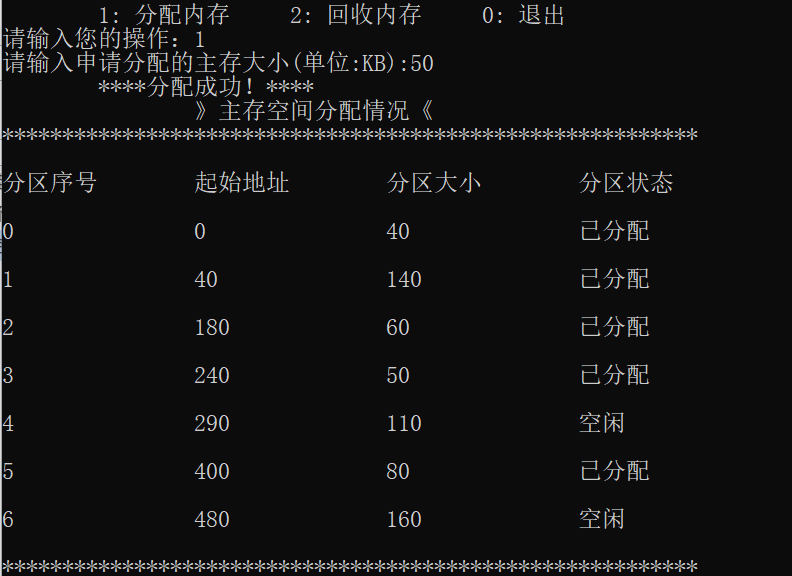 1: 分配内存 2: 回收内存 0: 退出
请输入您的操作: 1
请输入申请分配的主存大小(单位:KB):50
****分配成功! ****
》主存空间分配情况《
**********************************************************
分区序号 起始地址 分区大小 分区状态
0 0 40 已分配
1 40 140 已分配
2 180 60 已分配
3 240 50 已分配
4 290 110 空闲
5 400 80 已分配
6 480 160 空闲
**********************************************************